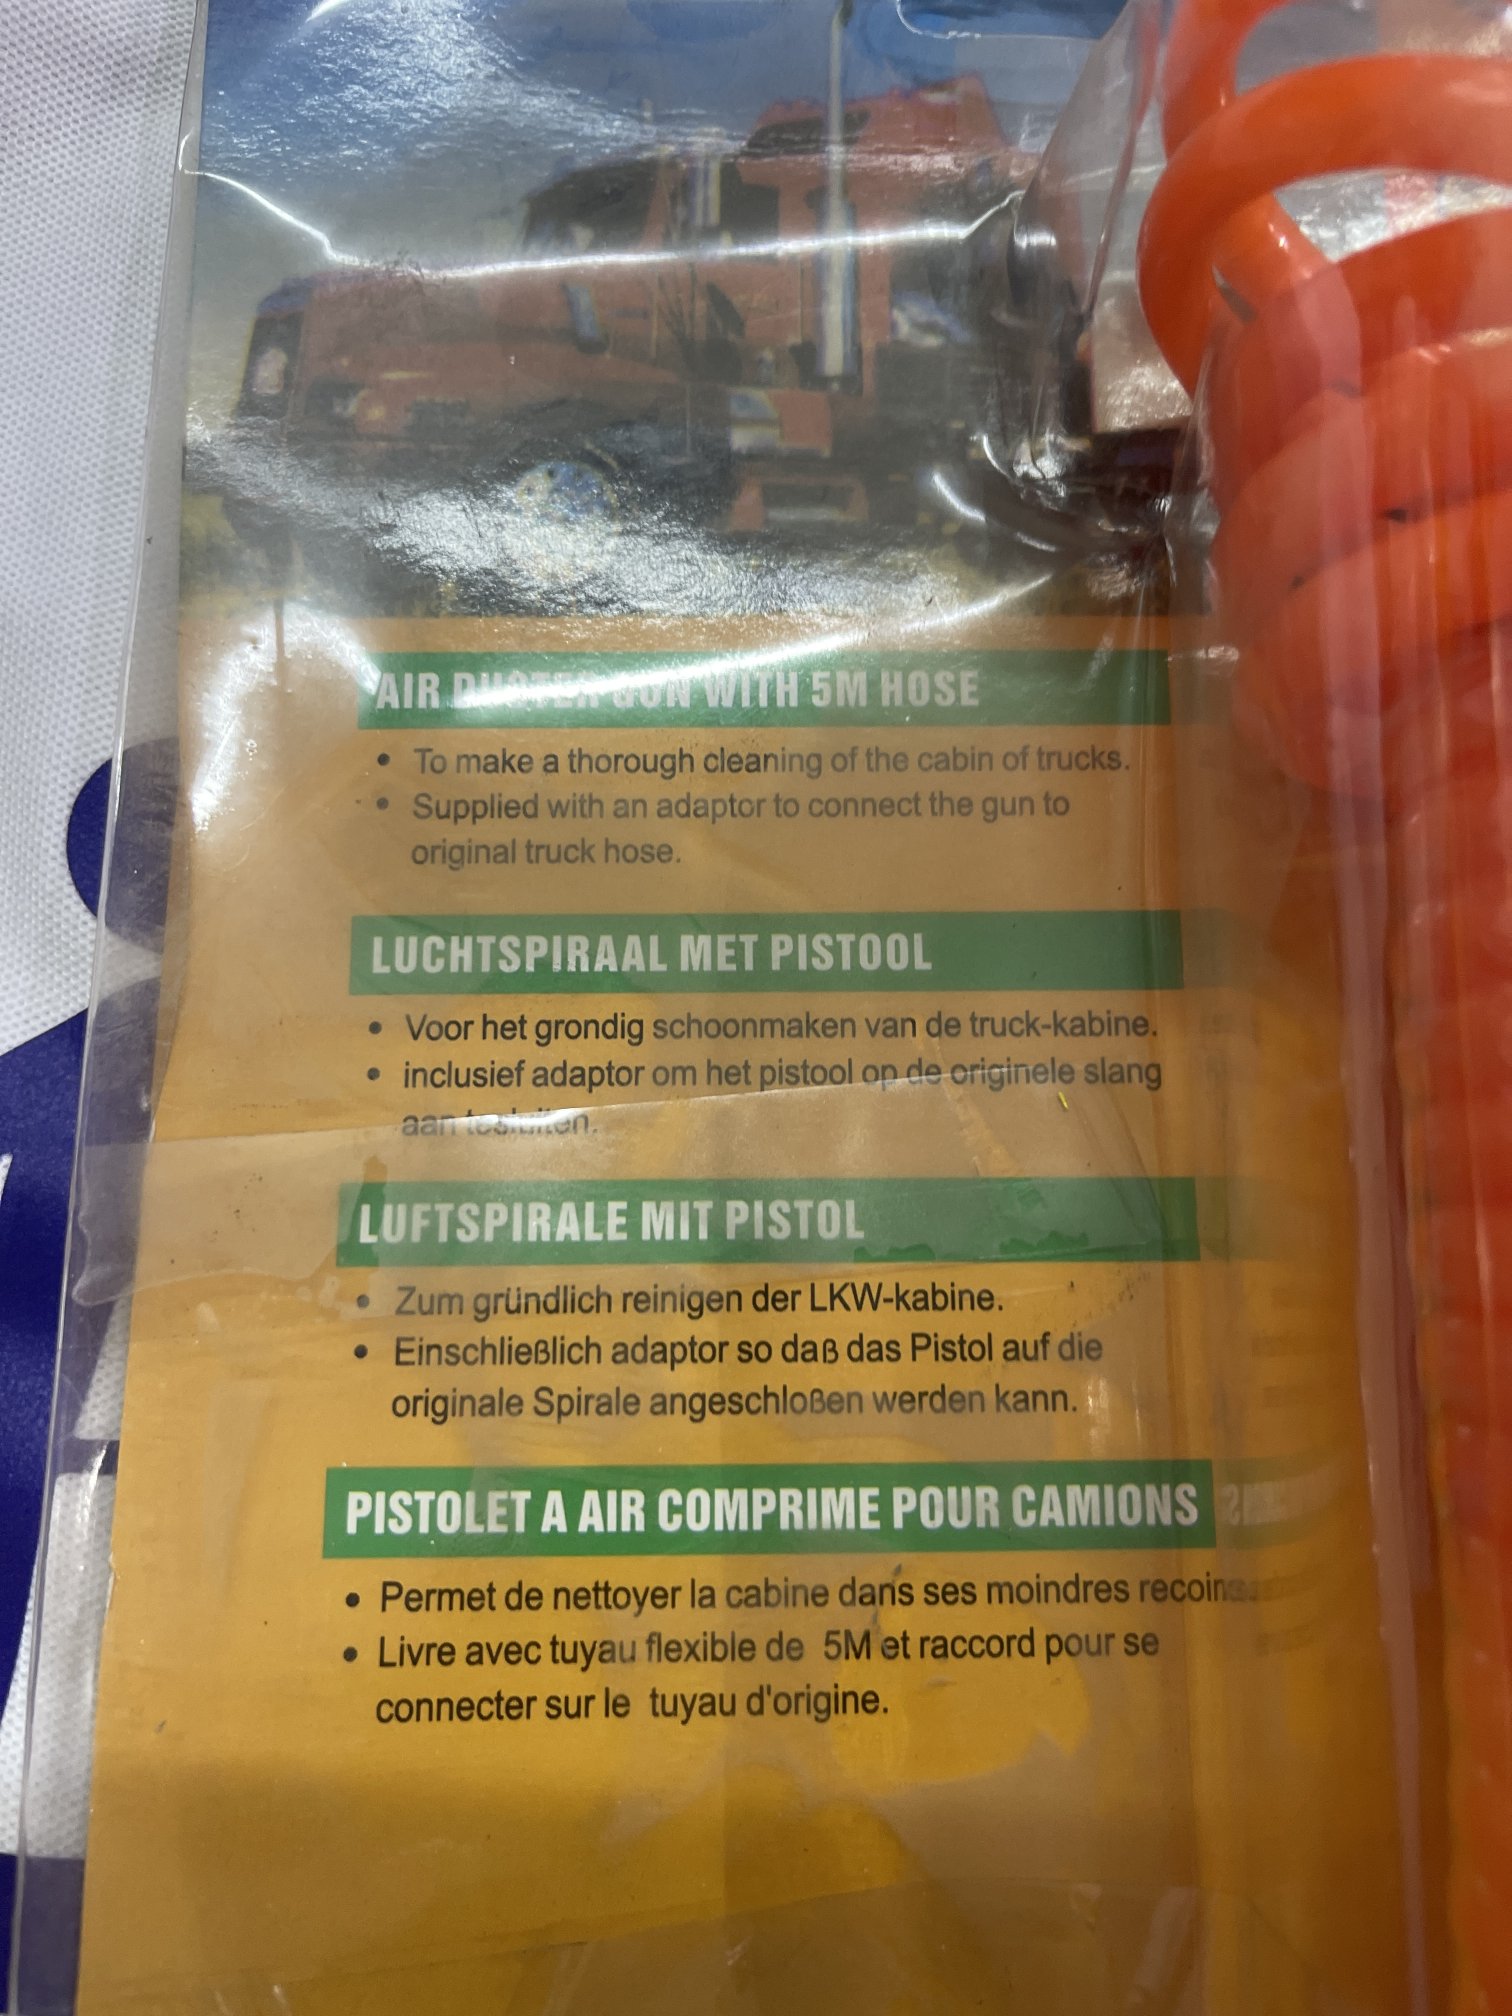 AIR DUSTER GUN WITH 5M HOSE
• To make a thorough cleaning of the cabin of trucks.
• Supplied with an adaptor to connect the gun to
original truck hose.
LUCHTSPIRAAL MET PISTOOL
• Voor het grondig schoonmaken van de truck-kabine.
• inclusief adaptor om het pistool op de originele slang
aan
LUFTSPIRALE MIT PISTOL
• Zum gründlich reinigen der LKW-kabine.
• Einschließlich adaptor so daß das Pistol auf die
originale Spirale angeschloßen werden kann.
PISTOLET A AIR COMPRIME POUR CAMIONS
• Permet de nettoyer la cabine dans ses moindres recoins.
• Livre avec tuyau flexible de 5M et raccord pour se
connecter sur le tuyau d'origine.